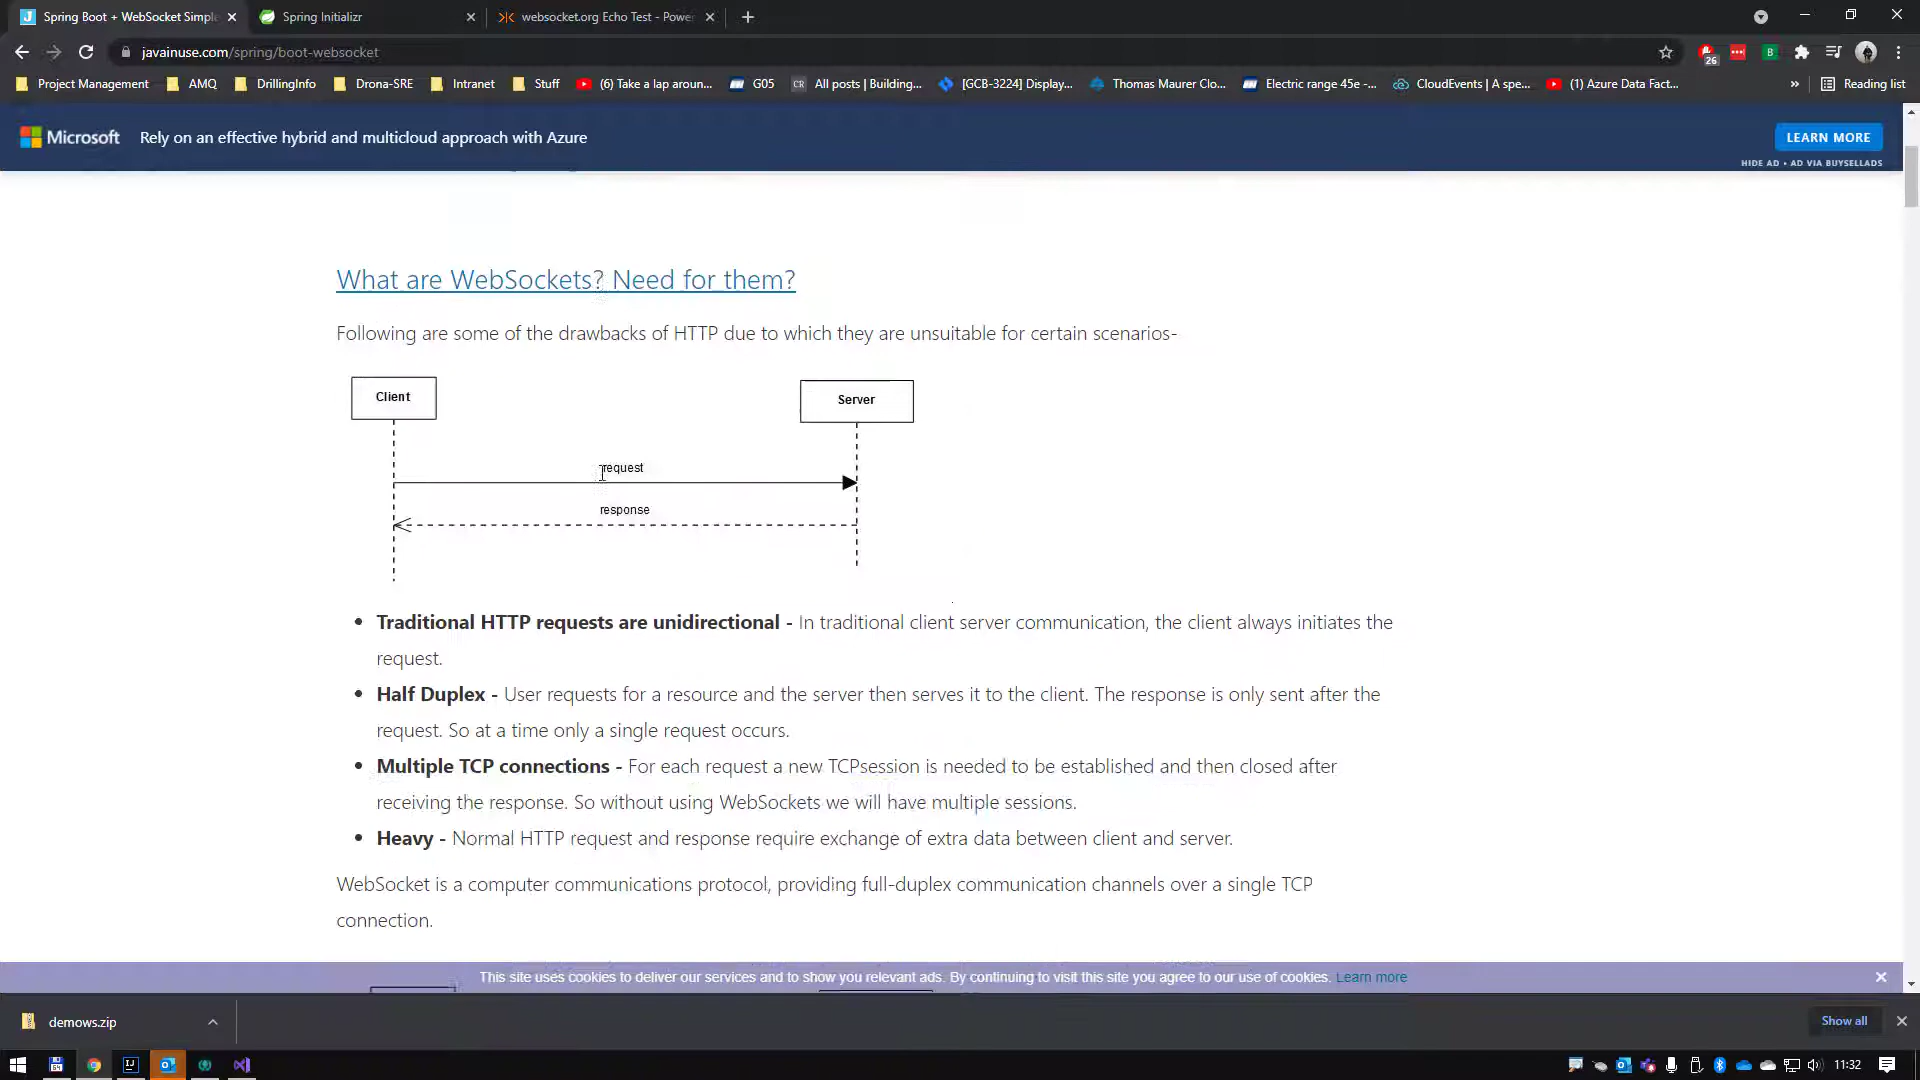 Spring Boot + WebSocket Simple
Spring Initializr
websocket.org Echo Test - Power
javainuse.com/spring/boot-websocket
26
B
Project Management
AMQ
DrillingInfo
Drona-SRE
Intranet
Stuff
(6) Take a lap aroun...
G05
CR All posts | Building...
[GCB-3224] Display...
Thomas Maurer Clo...
Electric range 45e -...
CloudEvents | A spe...
(1) Azure Data Fact...
»
Reading list
Microsoft
Rely on an effective hybrid and multicloud approach with Azure
LEARN MORE
HIDE AD • AD VIA BUYSELLADS
What are WebSockets? Need for them?
Following are some of the drawbacks of HTTP due to which they are unsuitable for certain scenarios-
Client
Server
request
response
• Traditional HTTP requests are unidirectional - In traditional client server communication, the client always initiates the
request.
• Half Duplex - User requests for a resource and the server then serves it to the client. The response is only sent after the
request. So at a time only a single request occurs.
• Multiple TCP connections - For each request a new TCPsession is needed to be established and then closed after
receiving the response. So without using WebSockets we will have multiple sessions.
• Heavy - Normal HTTP request and response require exchange of extra data between client and server.
WebSocket is a computer communications protocol, providing full-duplex communication channels over a single TCP
connection.
This site uses cookies to deliver our services and to show you relevant ads. By continuing to visit this site you agree to our use of cookies. Learn more
demows.zip
Show all
11:32